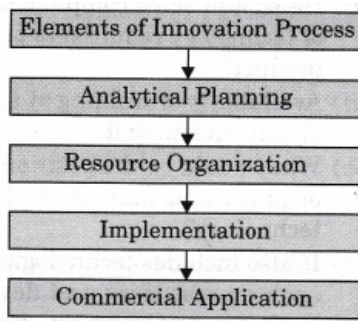 Elements of Innovation Process
Analytical Planning
Resource Organization
Implementation
Commercial Application